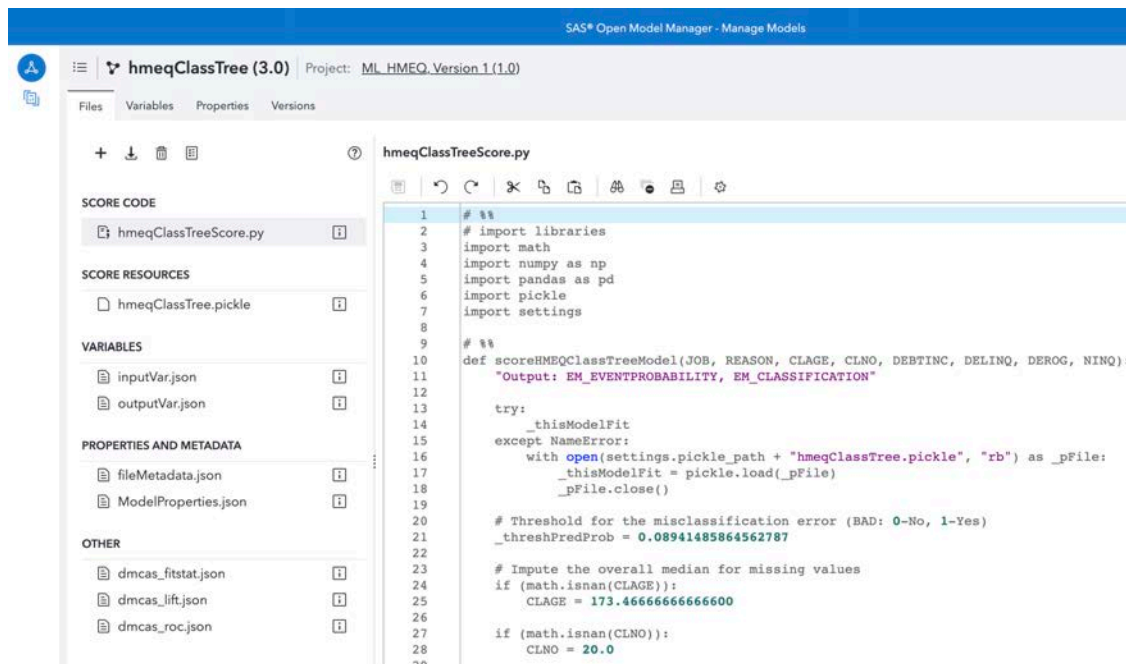 SAS® Open Model Manager - Manage Models
hmeqClassTree (3.0) Project: ML_HMEQ, Version 1 (1.0)
Files Variables Properties Versions
hmeqClassTreeScore.py
SCORE CODE
hmeqClassTreeScore.py
SCORE RESOURCES
hmeqClassTree.pickle
VARIABLES
inputVar.json
outputVar.json
PROPERTIES AND METADATA
fileMetadata.json
ModelProperties.json
OTHER
dmcas_fitstat.json
dmcas_lift.json
dmcas_roc.json
1 # %%
2 # import libraries
3 import math
4 import numpy as np
5 import pandas as pd
6 import pickle
7 import settings
8
9 # %%
10 def scoreHMEQClassTreeModel(JOB, REASON, CLAGE, CLNO, DEBTINC, DELINQ, DEROG, NINQ):
11 "Output: EM_EVENTPROBABILITY, EM_CLASSIFICATION"
12
13 try:
14 _thisModelFit
15 except NameError:
16 with open(settings.pickle_path + "hmeqClassTree.pickle", "rb") as _pFile:
17 _thisModelFit = pickle.load(_pFile)
18 _pFile.close()
19
20 # Threshold for the misclassification error (BAD: 0-No, 1-Yes)
21 _threshPredProb = 0.08941485864562787
22
23 # Impute the overall median for missing values
24 if (math.isnan(CLAGE)):
25 CLAGE = 173.46666666666600
26
27 if (math.isnan(CLNO)):
28 CLNO = 20.0